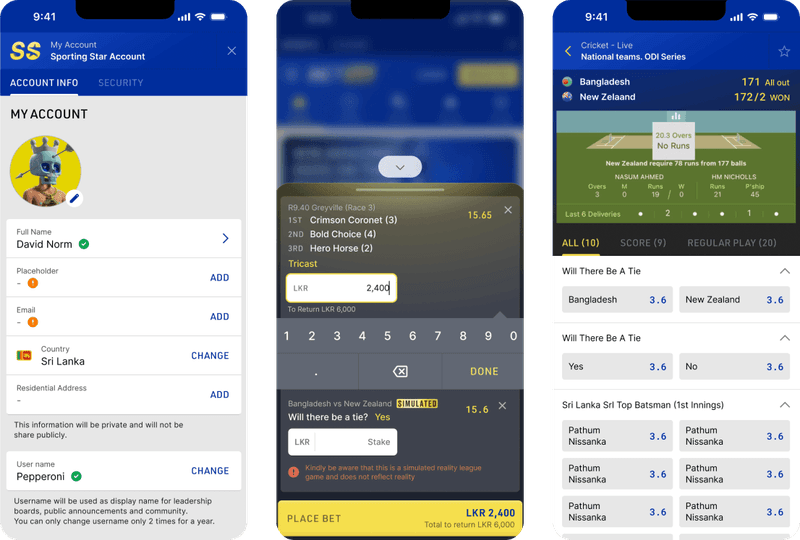 9:41
SS
My Account
Sporting Star Account
ACCOUNT INFO
SECURITY
MY ACCOUNT
Full Name
David Norm
Placeholder
-
ADD
Email
-
ADD
Country
Sri Lanka
CHANGE
Residential Address
-
ADD
This information will be private and will not be
share publicly.
User name
Pepperoni
CHANGE
Username will be used as display name for leadership
boards, public announcements and community.
You can only change username only 2 times for a year.
9:41
R9.40 Greyville (Race 3)
1ST Crimson Coronet (3)
15.65
2ND Bold Choice (4)
3RD Hero Horse (2)
Tricast
LKR 2,400
To Return LKR 6,000
1 2 3 4 5 6 7 8 9 0
.
DONE
Bangladesh vs New Zealand SIMULATED
Will there be a tie? Yes
15.6
LKR Stake
Kindly be aware that this is a simulated reality league
game and does not reflect reality
PLACE BET
LKR 2,400
Total to return LKR 6,000
9:41
Cricket - Live
National teams. ODI Series
Bangladesh 171 All out
New Zelaand 172/2 WON
20.3 Overs
No Runs
New Zealand require 78 runs from 177 balls
NASUM AHMED HM NICHOLLS
Overs M Runs W Runs P'ship
3 0 19 / 0 21 45
Last 6 Deliveries • 2 • • 1 •
ALL (10) SCORE (9) REGULAR PLAY (20)
Will There Be A Tie
Bangladesh 3.6 New Zealand 3.6
Will There Be A Tie
Yes 3.6 No 3.6
Sri Lanka Srl Top Batsman (1st Innings)
Pathum
Nissanka
3.6
Pathum
Nissanka
3.6
Pathum
Nissanka
3.6
Pathum
Nissanka
3.6
Pathum
Nissanka
3.6
Pathum
Nissanka
3.6